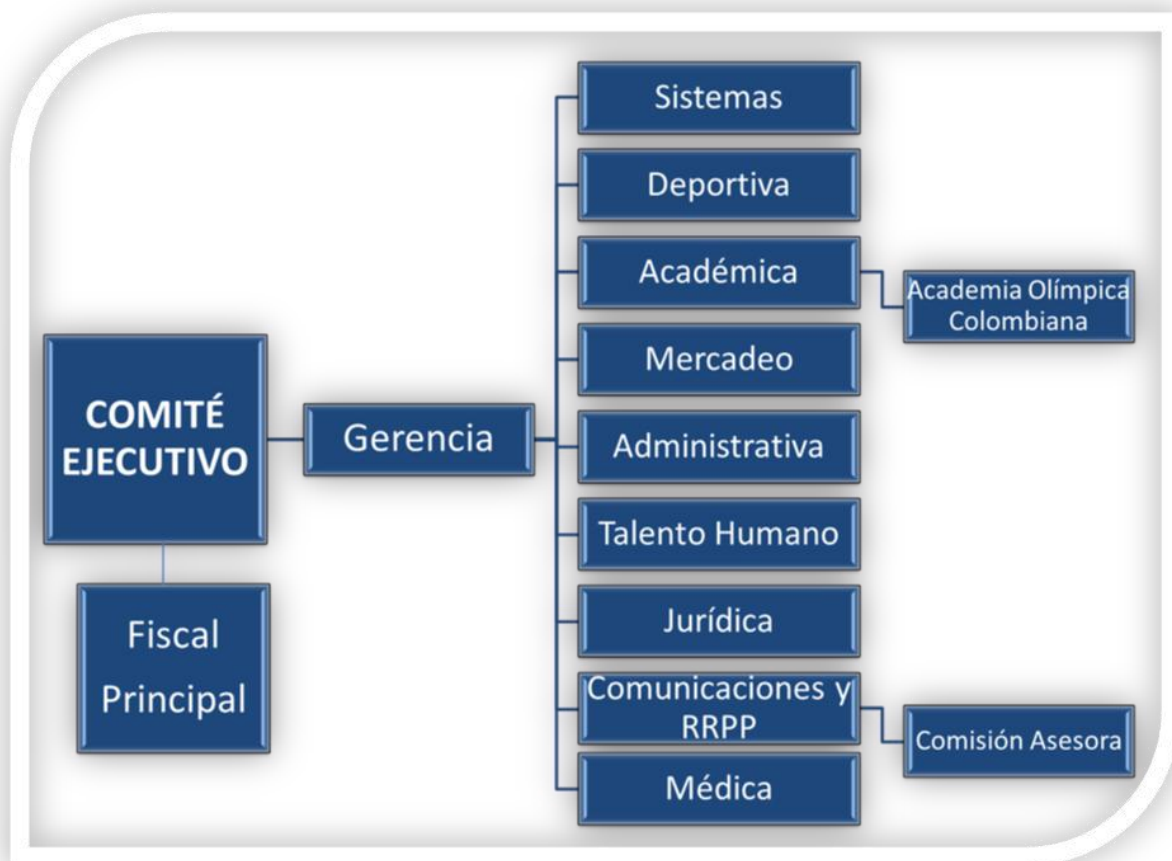 COMITÉ
EJECUTIVO
Fiscal
Principal
Gerencia
Sistemas
Deportiva
Académica
Academia Olímpica
Colombiana
Mercadeo
Administrativa
Talento Humano
Jurídica
Comunicaciones y
RRPP
Comisión Asesora
Médica